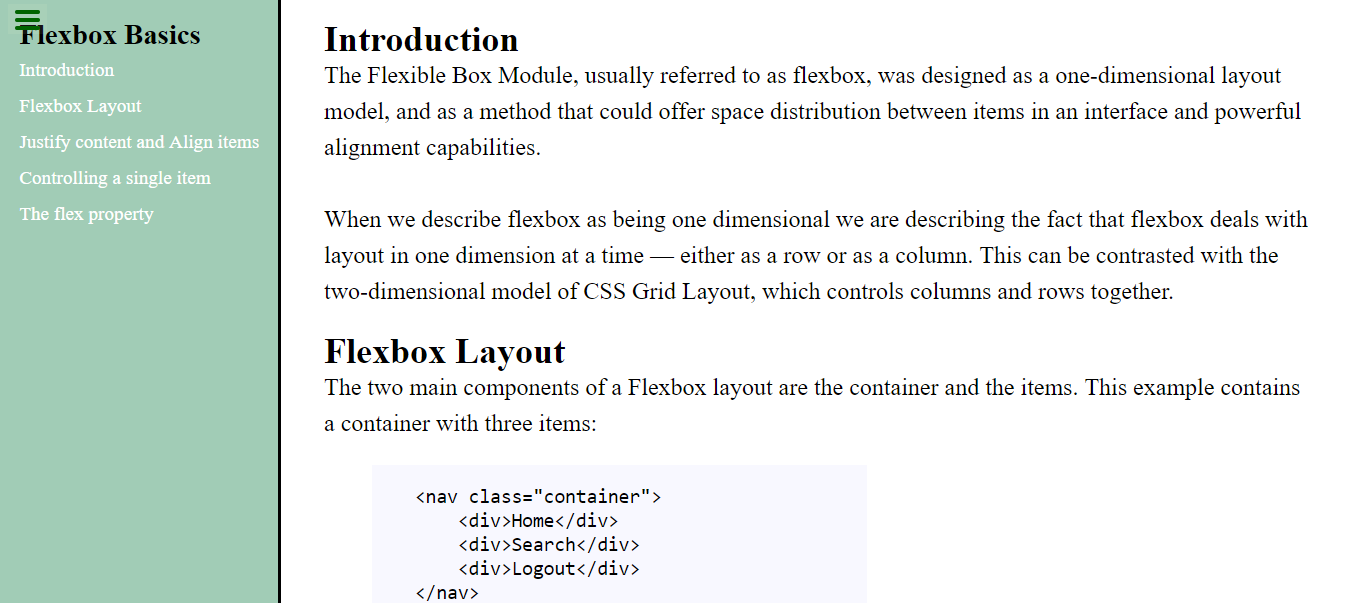 Flexbox Basics
Introduction
Flexbox Layout
Justify content and Align items
Controlling a single item
The flex property
Introduction
The Flexible Box Module, usually referred to as flexbox, was designed as a one-dimensional layout
model, and as a method that could offer space distribution between items in an interface and powerful
alignment capabilities.
When we describe flexbox as being one dimensional we are describing the fact that flexbox deals with
layout in one dimension at a time — either as a row or as a column. This can be contrasted with the
two-dimensional model of CSS Grid Layout, which controls columns and rows together.
Flexbox Layout
The two main components of a Flexbox layout are the container and the items. This example contains
a container with three items:
<nav class="container">
    <div>Home</div>
    <div>Search</div>
    <div>Logout</div>
</nav>